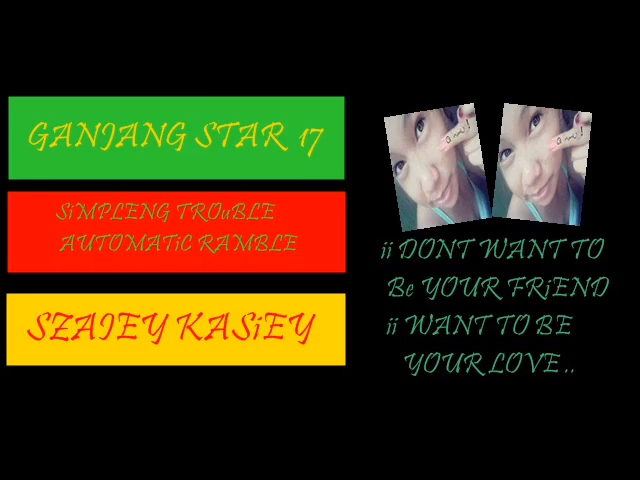 GANJANG STAR 17
SiMPLENG TROuBLE
AUTOMATiC RAMBLE
SZAIEY KASiEY
ii DONT WANT TO
Be YOUR FRiEND
ii WANT TO BE
YOUR LOVE..